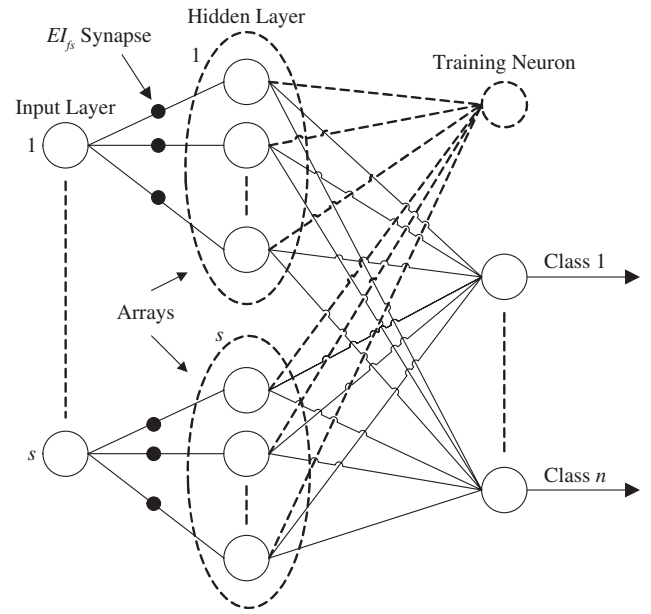 Hidden Layer
EI_fs Synapse
1
Training Neuron
Input Layer
1
Class 1
Arrays
s
s
Class n